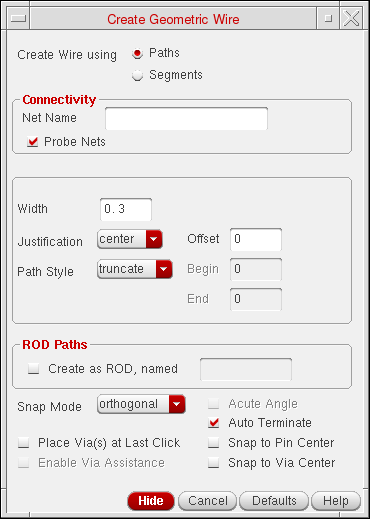 Create Geometric Wire
Create Wire using Paths
Segments
Connectivity
Net Name
Probe Nets
Width 0.3
Justification center Offset 0
Path Style truncate Begin 0
End 0
ROD Paths
Create as ROD, named
Snap Mode orthogonal Acute Angle
Auto Terminate
Place Via(s) at Last Click Snap to Pin Center
Enable Via Assistance Snap to Via Center
Hide Cancel Defaults Help